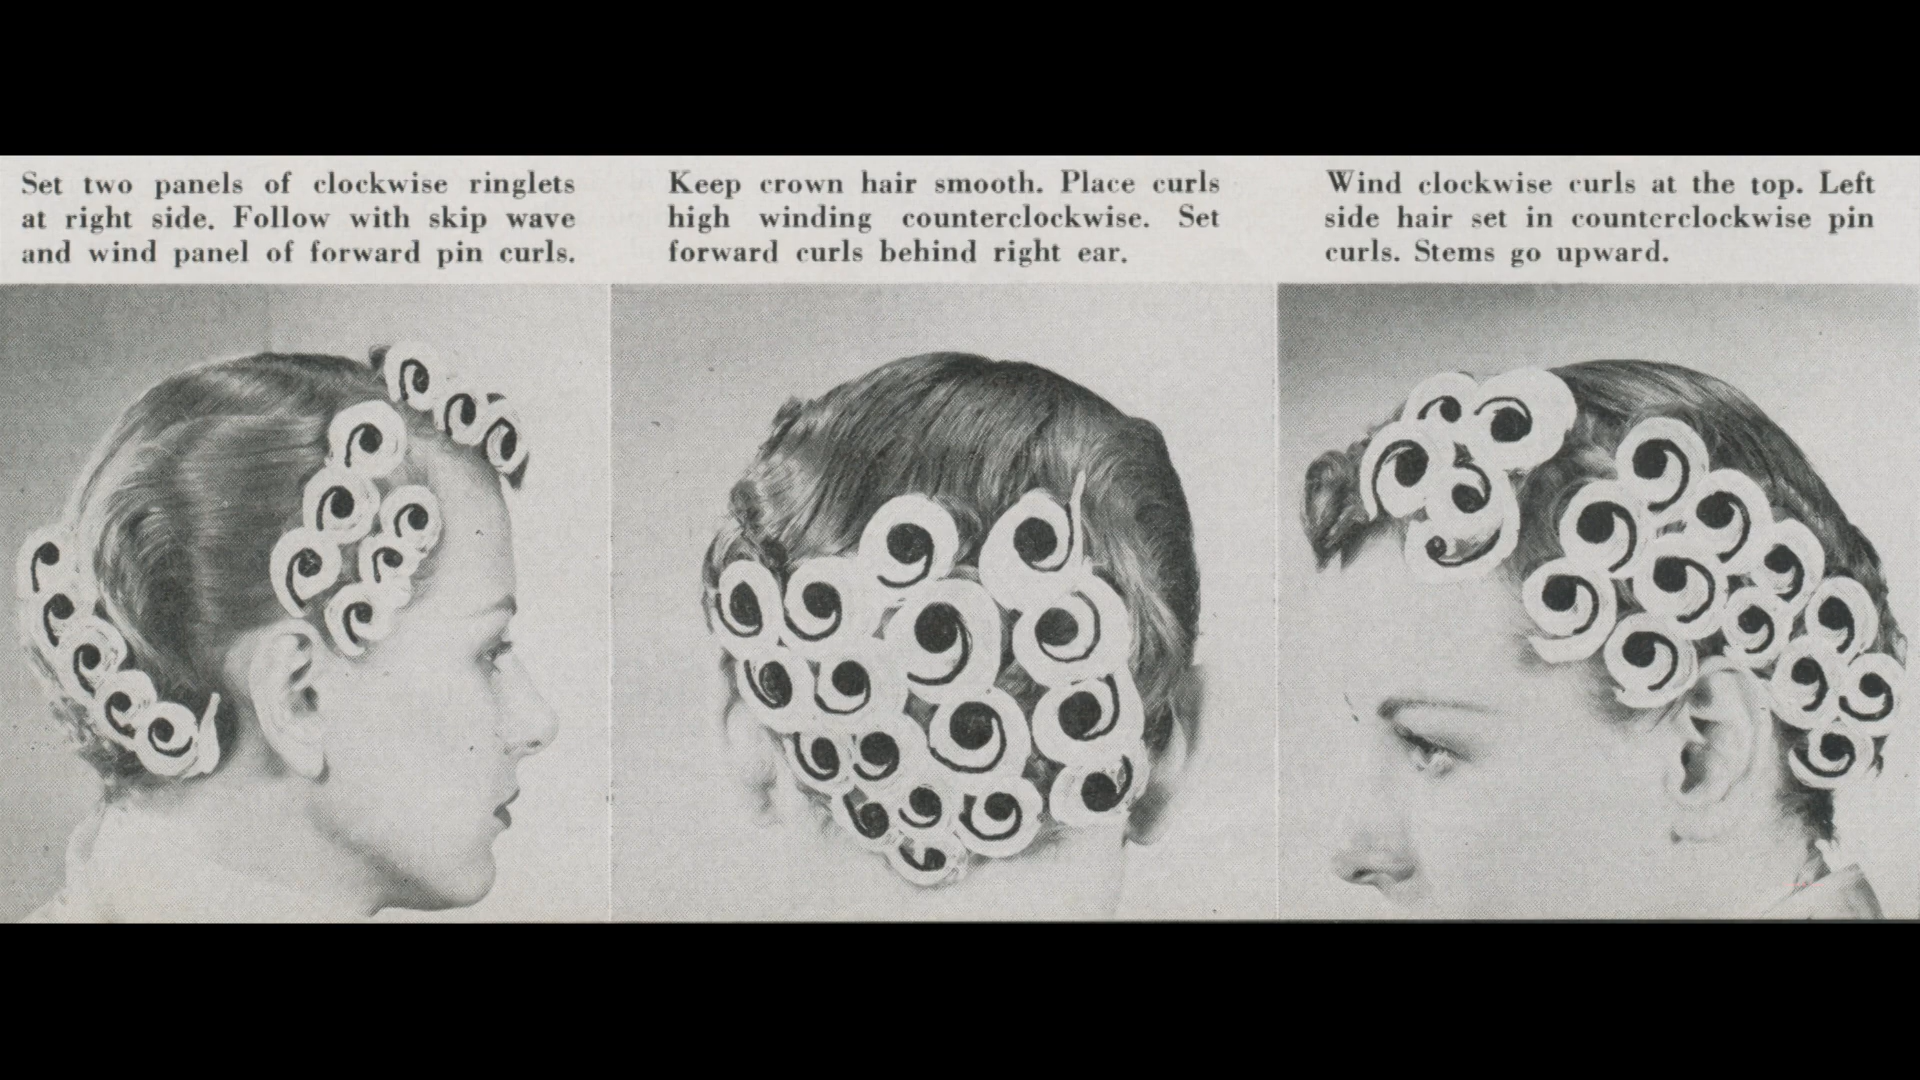 Set two panels of clockwise ringlets
at right side. Follow with skip wave
and wind panel of forward pin curls.
Keep crown hair smooth. Place curls
high winding counterclockwise. Set
forward curls behind right ear.
Wind clockwise curls at the top. Left
side hair set in counterclockwise pin
curls. Stems go upward.